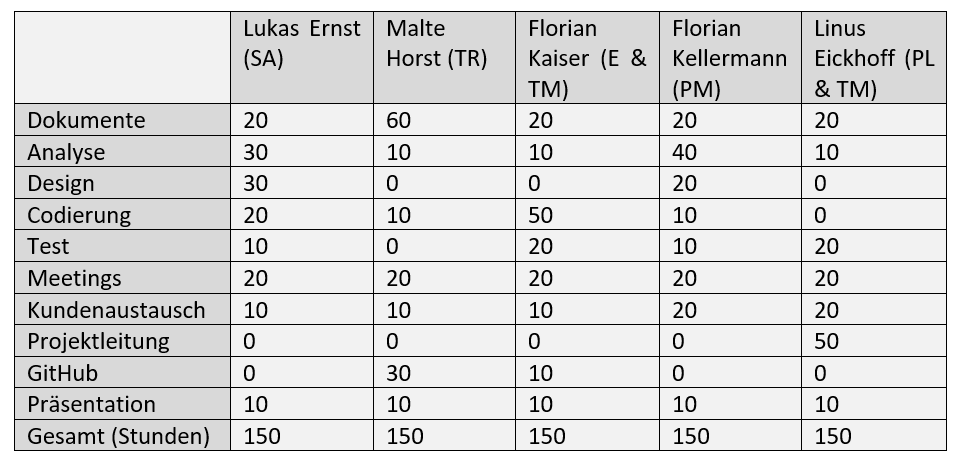 Lukas Ernst (SA) Malte Horst (TR) Florian Kaiser (E & TM) Florian Kellermann (PM) Linus Eickhoff (PL & TM)
Dokumente 20 60 20 20 20
Analyse 30 10 10 40 10
Design 30 0 0 20 0
Codierung 20 10 50 10 0
Test 10 0 20 10 20
Meetings 20 20 20 20 20
Kundenaustausch 10 10 10 20 20
Projektleitung 0 0 0 0 50
GitHub 0 30 10 0 0
Präsentation 10 10 10 10 10
Gesamt (Stunden) 150 150 150 150 150